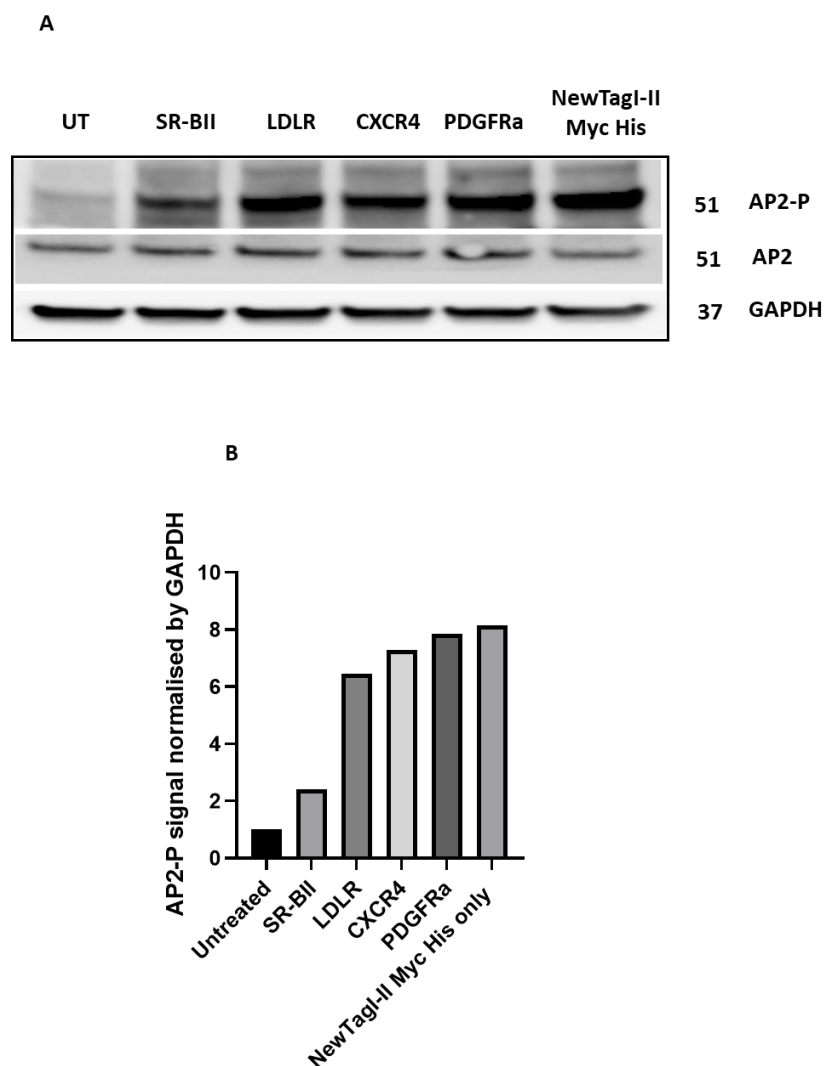 A
UT SR-BII LDLR CXCR4 PDGFRa NewTagI-II
Myc His
51 AP2-P
51 AP2
37 GAPDH
B
AP2-P signal normalised by GAPDH
10
8
6
4
2
0
Untreated
SR-BII
LDLR
CXCR4
PDGFRa
NewTagI-II Myc His only